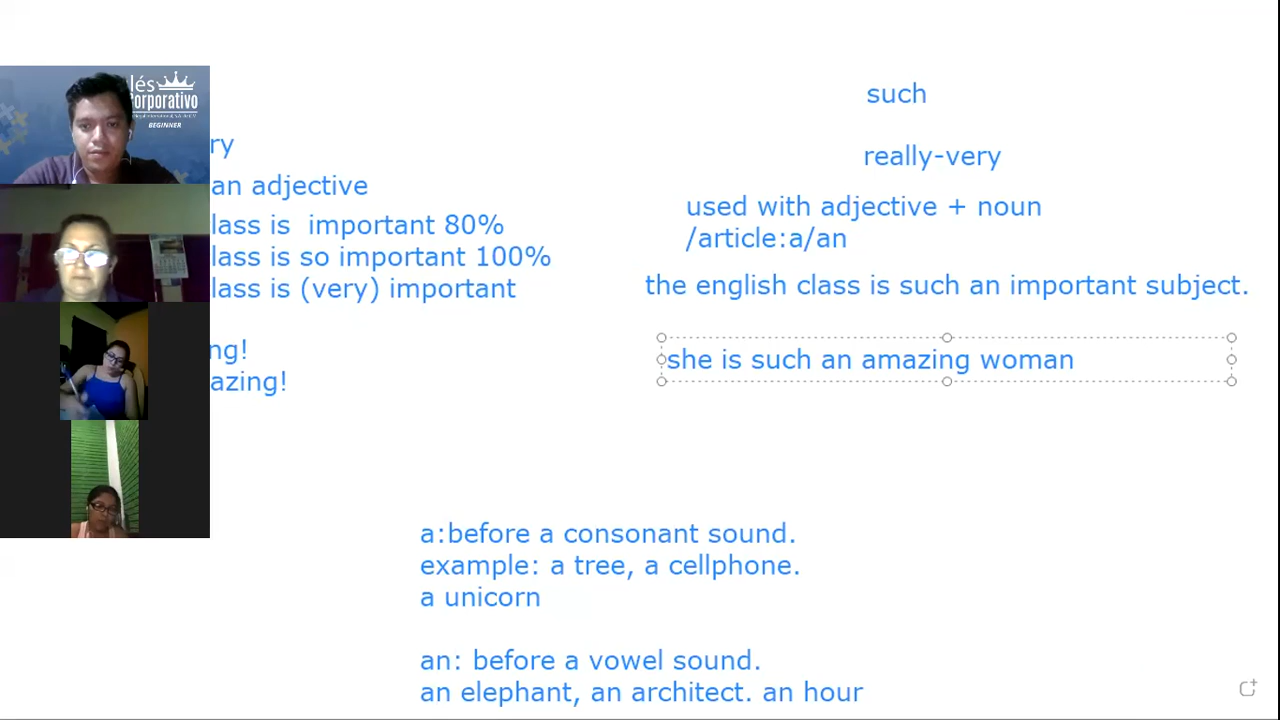 lés
Corporativo
BEGINNER
ry
an adjective
lass is  important 80%
lass is so important 100%
lass is (very) important
ng!
azing!
such
really-very
used with adjective + noun
/article:a/an
the english class is such an important subject.
she is such an amazing woman
a:before a consonant sound.
example: a tree, a cellphone.
a unicorn
an: before a vowel sound.
an elephant, an architect. an hour